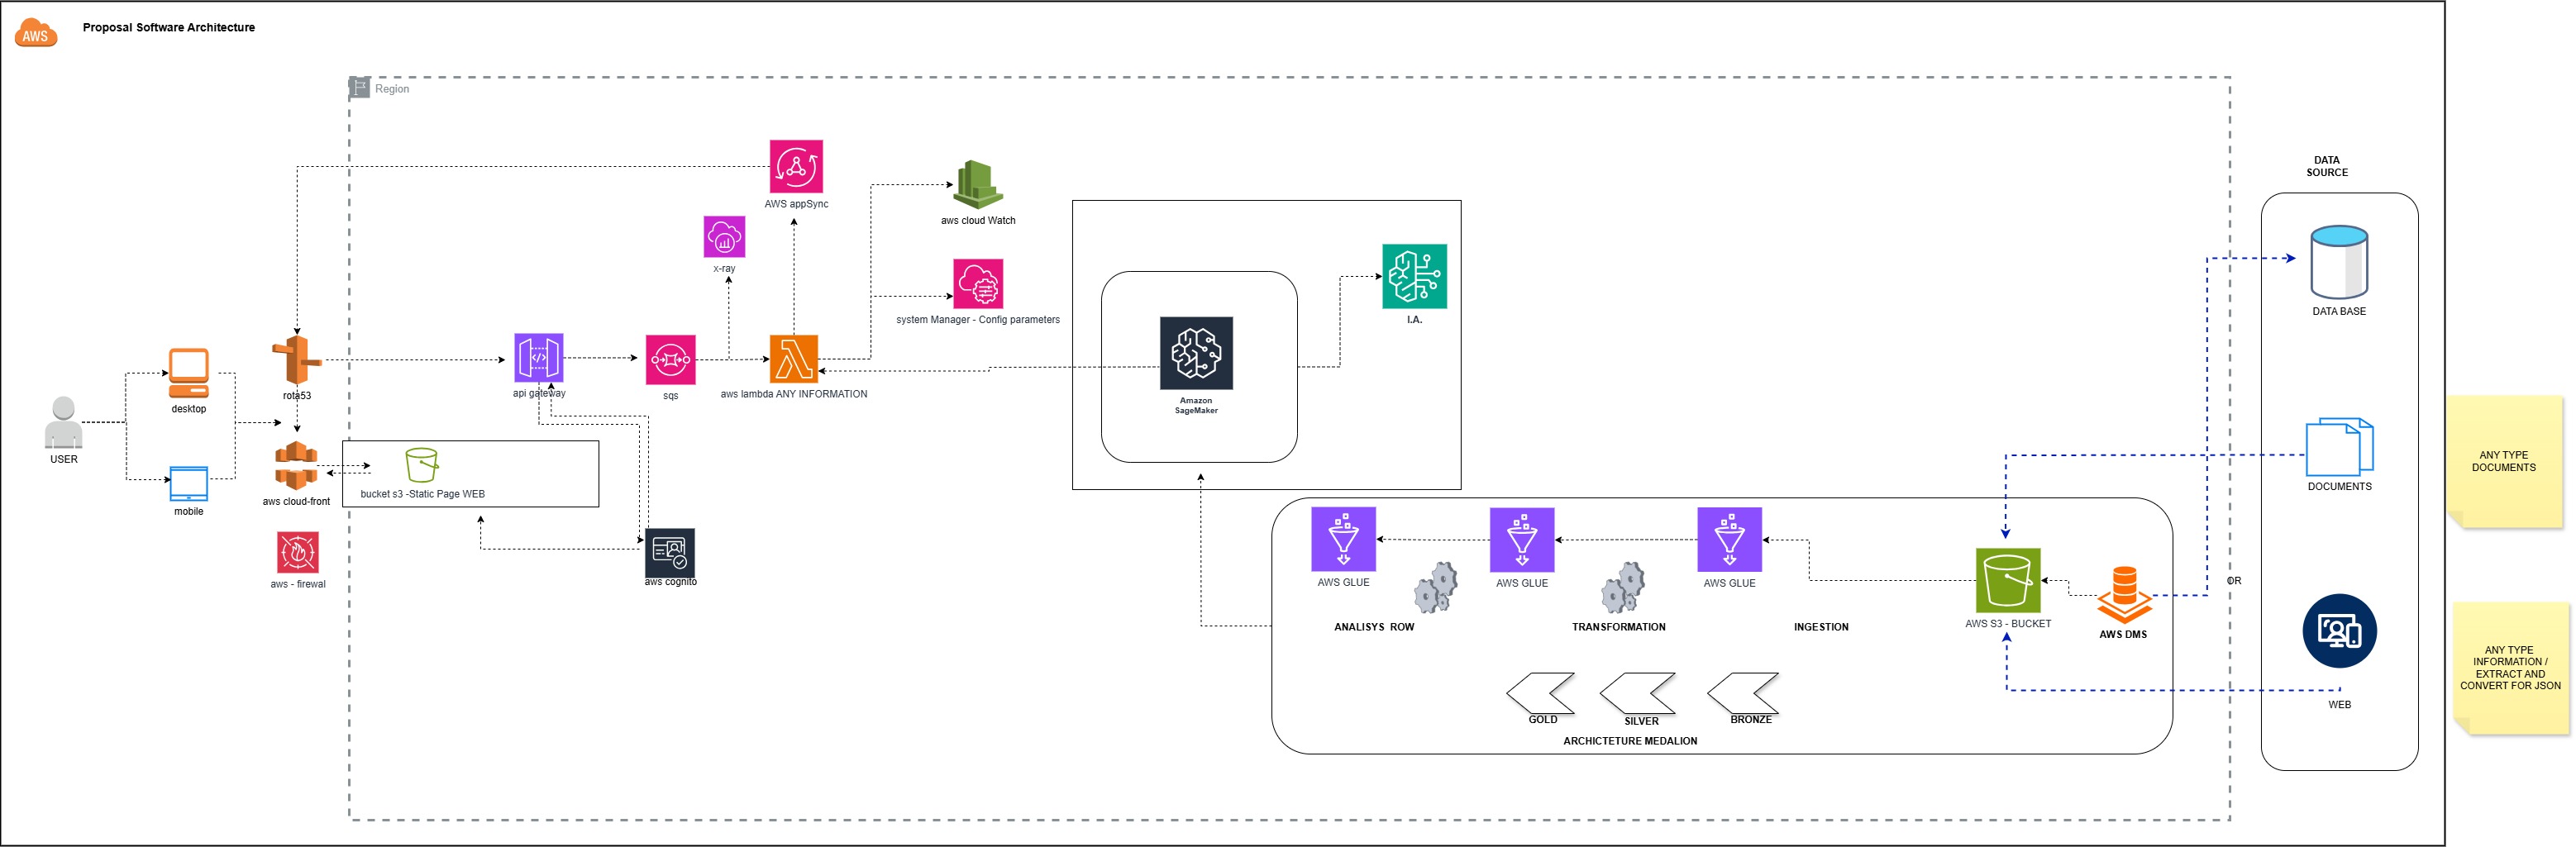 AWS
Proposal Software Architecture
Region
AWS appSync
x-ray
aws cloud Watch
system Manager - Config parameters
I.A.
Amazon
SageMaker
USER
desktop
mobile
rota53
aws cloud-front
aws - firewal
api gateway
sqs
aws lambda ANY INFORMATION
bucket s3 -Static Page WEB
aws cognito
AWS GLUE
AWS GLUE
AWS GLUE
ANALISYS ROW
TRANSFORMATION
INGESTION
AWS S3 - BUCKET
AWS DMS
GOLD
SILVER
BRONZE
ARCHICTETURE MEDALION
OR
DATA
SOURCE
DATA BASE
DOCUMENTS
WEB
ANY TYPE
DOCUMENTS
ANY TYPE
INFORMATION /
EXTRACT AND
CONVERT FOR JSON